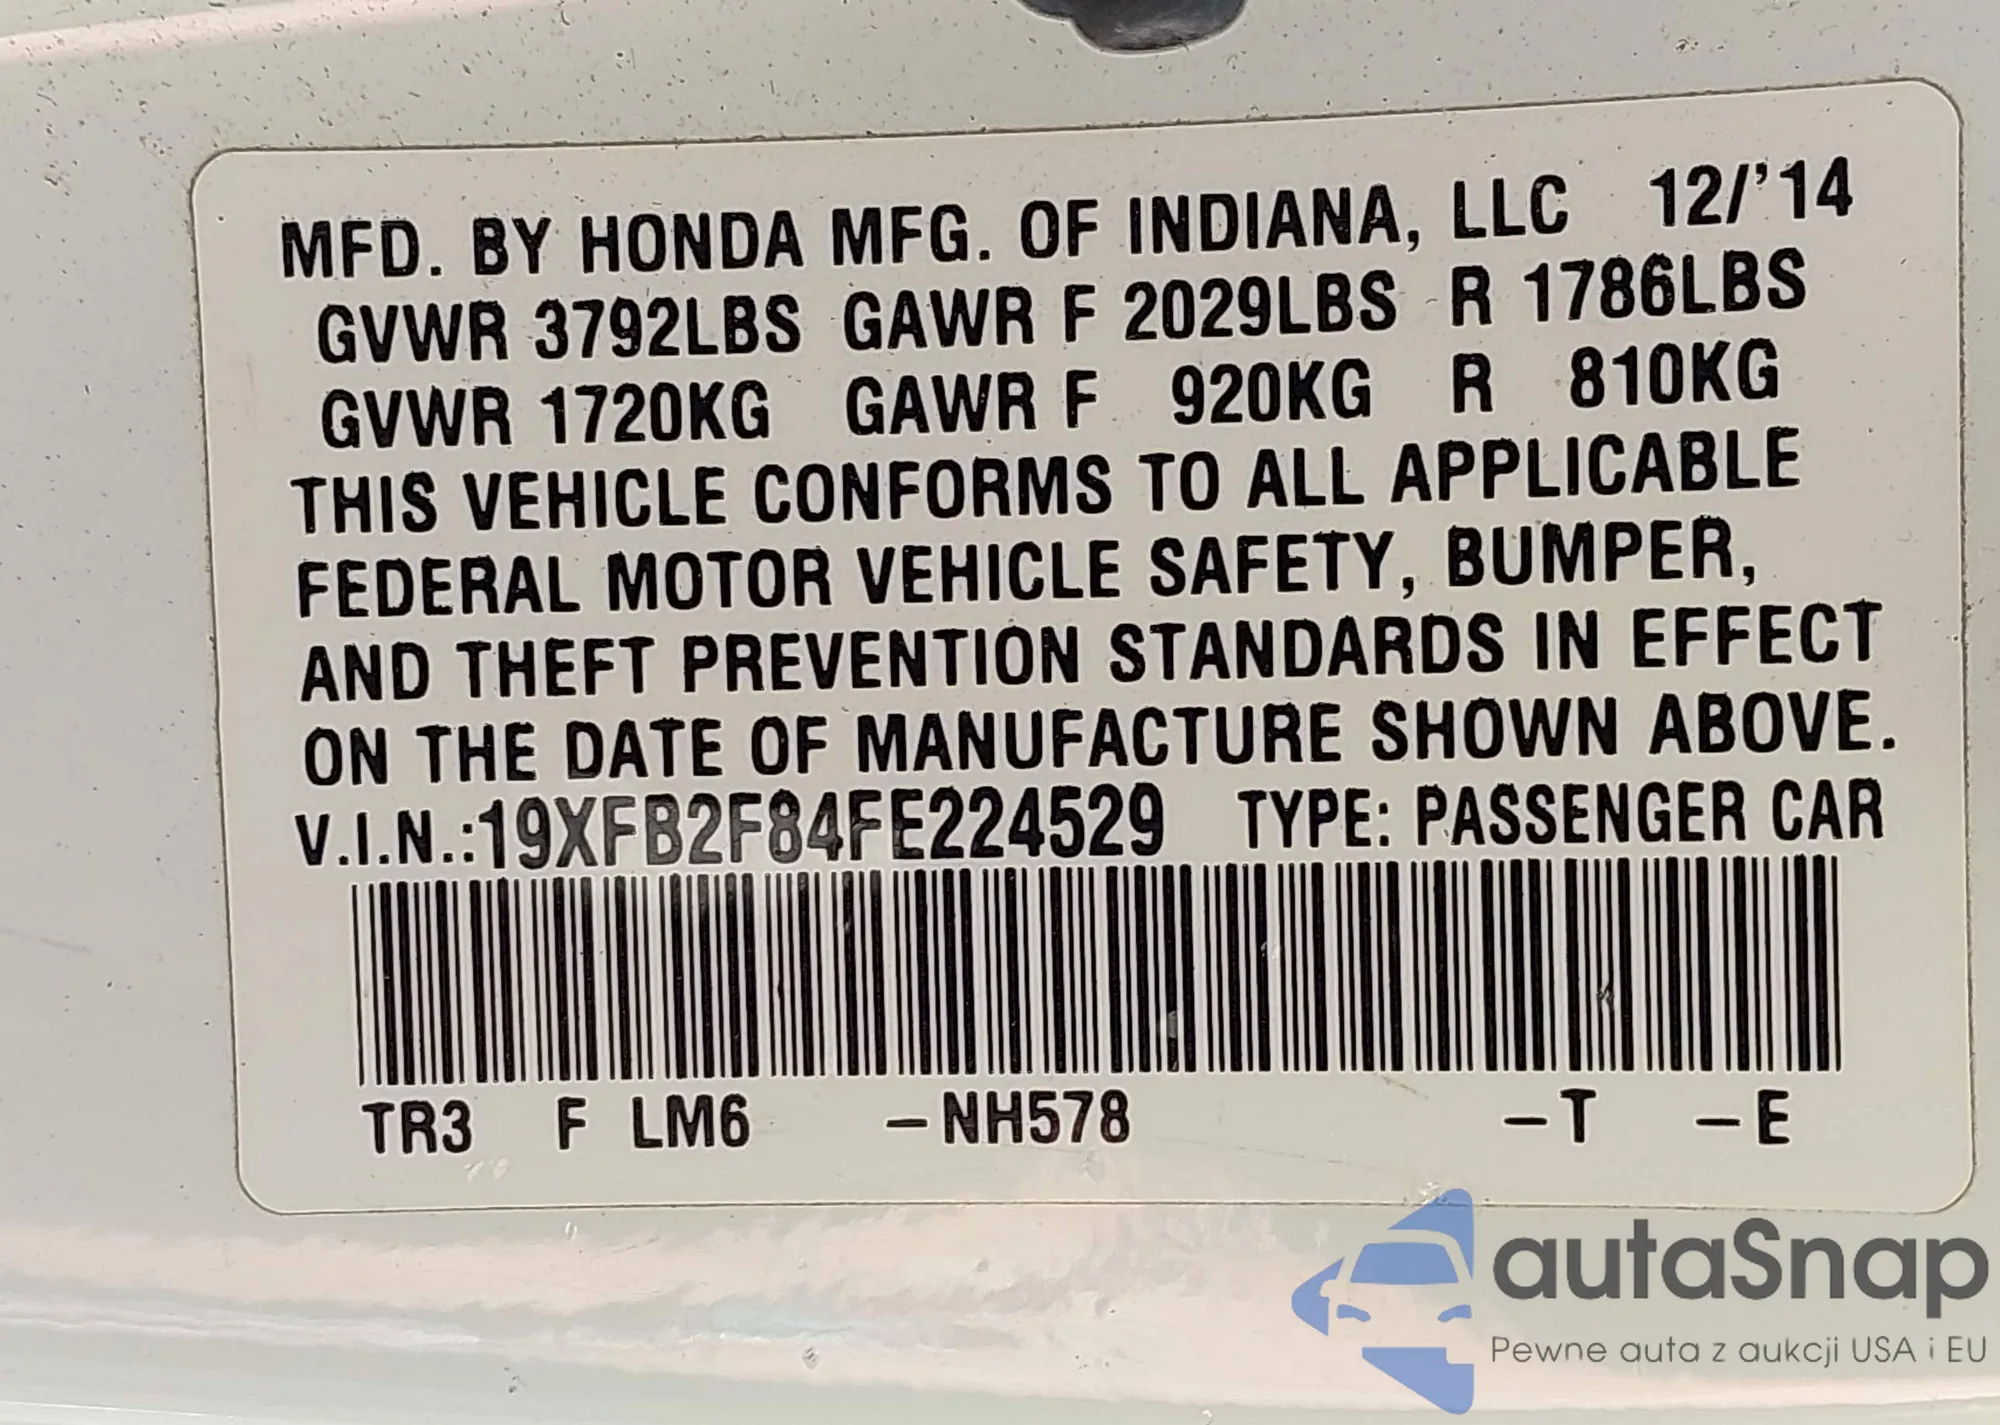 MFD. BY HONDA MFG. OF INDIANA, LLC 12/'14
GVWR 3792LBS GAWR F 2029LBS R 1786LBS
GVWR 1720KG GAWR F 920KG R 810KG
THIS VEHICLE CONFORMS TO ALL APPLICABLE
FEDERAL MOTOR VEHICLE SAFETY, BUMPER,
AND THEFT PREVENTION STANDARDS IN EFFECT
ON THE DATE OF MANUFACTURE SHOWN ABOVE.
V.I.N.:19XFB2F84FE224529 TYPE: PASSENGER CAR
TR3 F LM6 –NH578 –T –E
autaSnap
Pewne auta z aukcji USA i EU